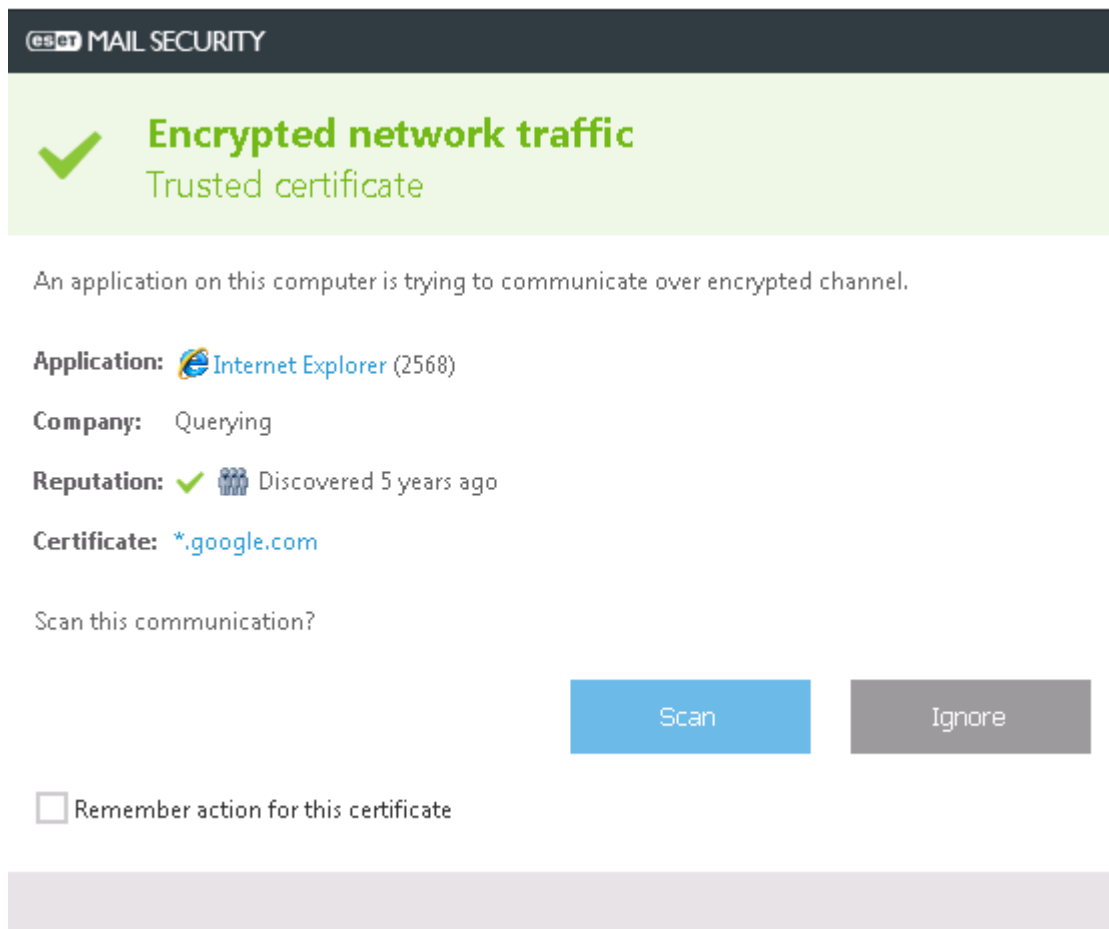 eset MAIL SECURITY
Encrypted network traffic
Trusted certificate
An application on this computer is trying to communicate over encrypted channel.
Application: Internet Explorer (2568)
Company: Querying
Reputation: Discovered 5 years ago
Certificate: *.google.com
Scan this communication?
Scan Ignore
Remember action for this certificate